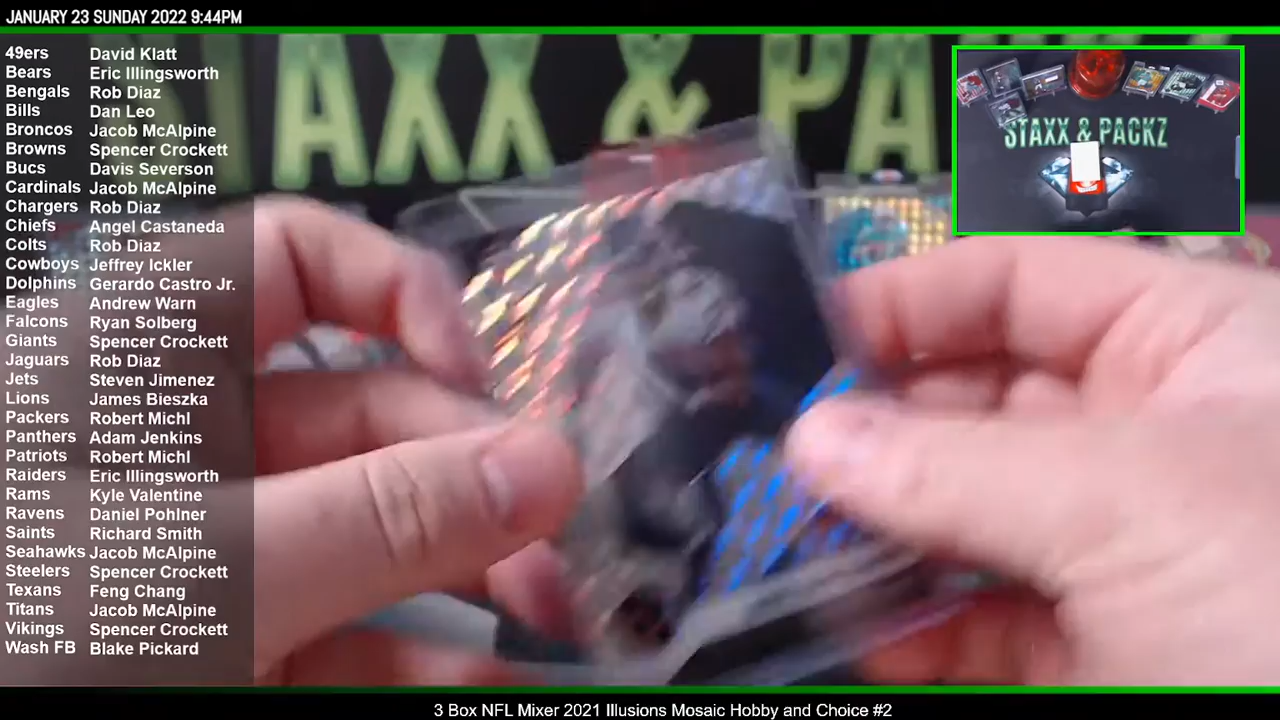 JANUARY 23 SUNDAY 2022 9:44PM
STAXX & PA
49ers David Klatt
Bears Eric Illingsworth
Bengals Rob Diaz
Bills Dan Leo
Broncos Jacob McAlpine
Browns Spencer Crockett
Bucs Davis Severson
Cardinals Jacob McAlpine
Chargers Rob Diaz
Chiefs Angel Castaneda
Colts Rob Diaz
Cowboys Jeffrey Ickler
Dolphins Gerardo Castro Jr.
Eagles Andrew Warn
Falcons Ryan Solberg
Giants Spencer Crockett
Jaguars Rob Diaz
Jets Steven Jimenez
Lions James Bieszka
Packers Robert Michl
Panthers Adam Jenkins
Patriots Robert Michl
Raiders Eric Illingsworth
Rams Kyle Valentine
Ravens Daniel Pohlner
Saints Richard Smith
Seahawks Jacob McAlpine
Steelers Spencer Crockett
Texans Feng Chang
Titans Jacob McAlpine
Vikings Spencer Crockett
Wash FB Blake Pickard
STAXX & PACKZ
3 Box NFL Mixer 2021 Illusions Mosaic Hobby and Choice #2